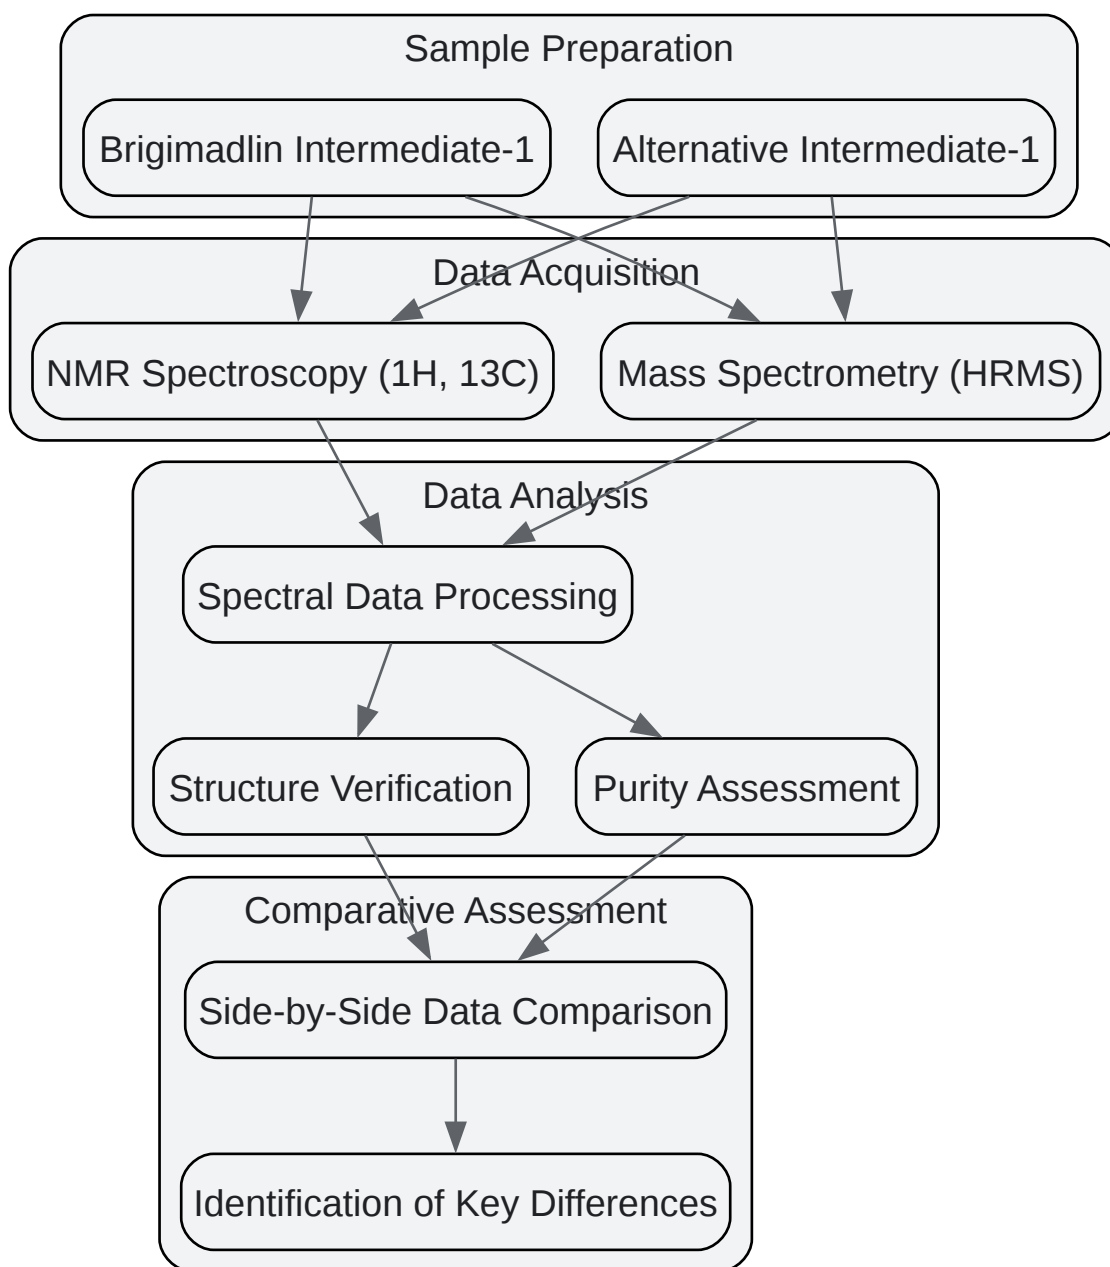 Sample Preparation
Brigimadlin Intermediate-1
Alternative Intermediate-1
Data Acquisition
NMR Spectroscopy (1H, 13C)
Mass Spectrometry (HRMS)
Data Analysis
Spectral Data Processing
Structure Verification
Purity Assessment
Comparative Assessment
Side-by-Side Data Comparison
Identification of Key Differences